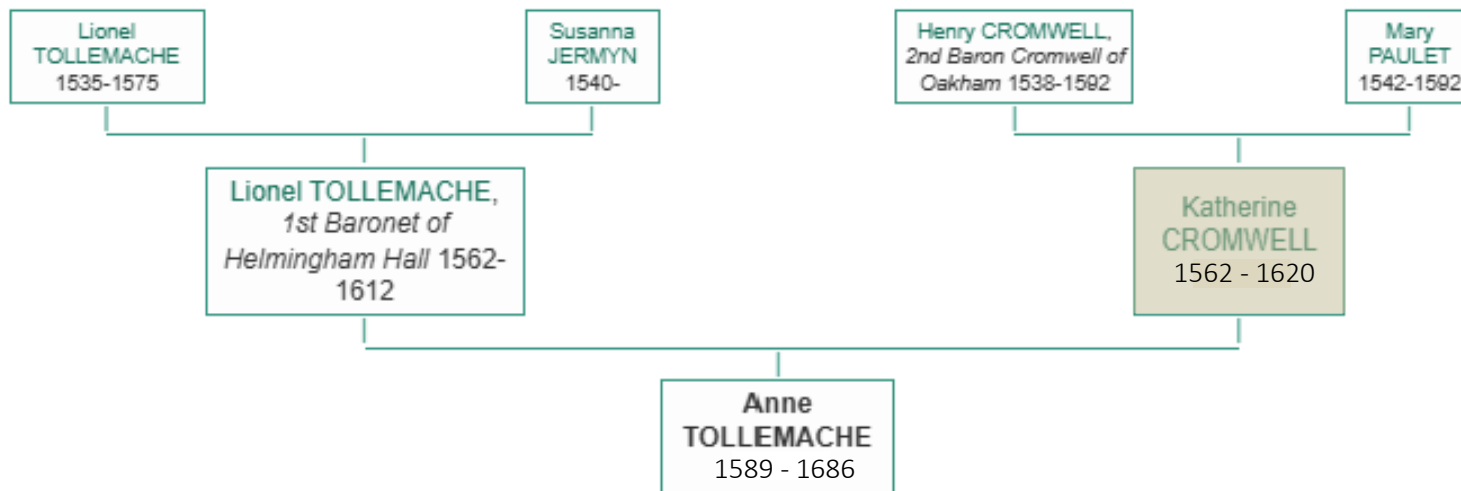 Lionel
TOLLEMACHE
1535-1575
Susanna
JERMYN
1540-
Henry CROMWELL,
2nd Baron Cromwell of
Oakham 1538-1592
Mary
PAULET
1542-1592
Lionel TOLLEMACHE,
1st Baronet of
Helmingham Hall 1562-
1612
Katherine
CROMWELL
1562 - 1620
Anne
TOLLEMACHE
1589 - 1686